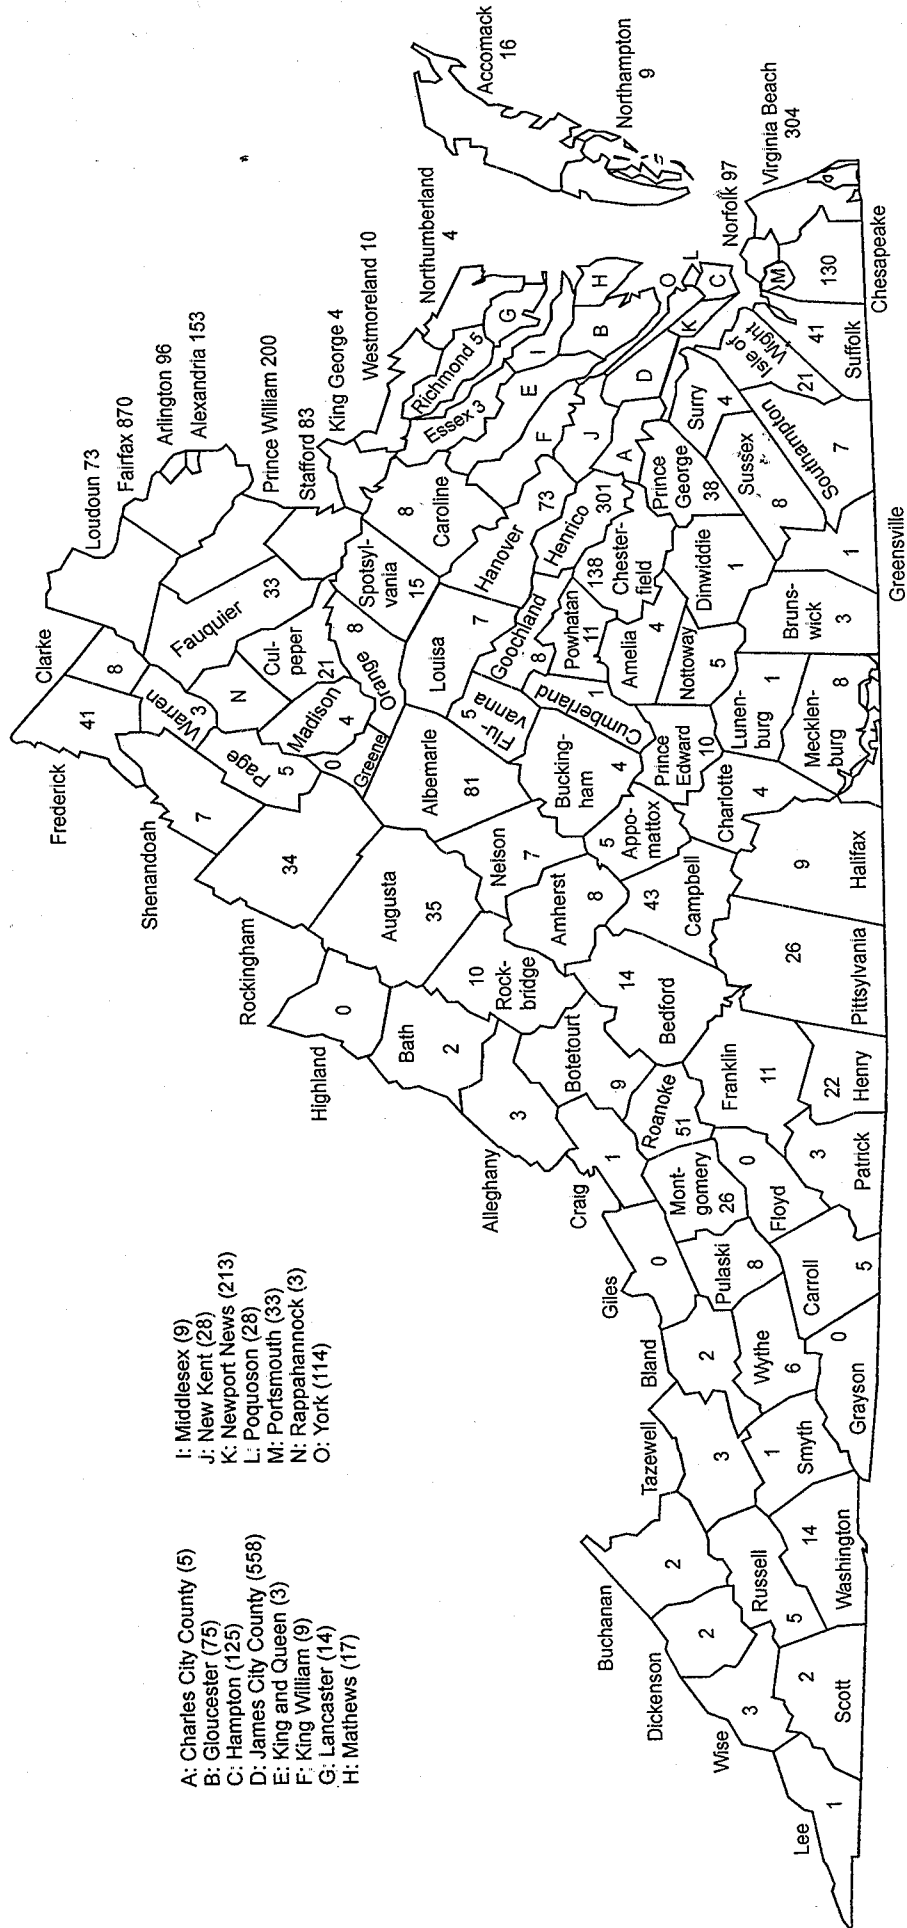 A: Charles City County (5)
B: Gloucester (75)
C: Hampton (125)
D: James City County (558)
E: King and Queen (3)
F: King William (9)
G: Lancaster (14)
H: Mathews (17)
I: Middlesex (9)
J: New Kent (28)
K: Newport News (213)
L: Poquoson (28)
M: Portsmouth (33)
N: Rappahannock (3)
O: York (114)
Frederick
41
Clarke
8
Loudoun 73
Fairfax 870
Arlington 96
Alexandria 153
Prince William 200
Stafford 83
King George 4
Westmoreland 10
Northumberland
4
Accomack
16
Northampton
9
Norfolk 97
Virginia Beach
304
Chesapeake
130
Suffolk
41
Isle of
Wight
21
Southampton
7
Surry
4
Sussex
8
Greensville
1
Prince
George
38
Dinwiddie
1
Bruns-
wick
3
Shenandoah
7
Warren
3
Page
5
Fauquier
33
N
Cul-
peper
21
Madison
4
Greene
0
Orange
8
Spotsyl-
vania
15
Caroline
8
Essex 3
Richmond 5
G
I
E
H
B
O
L
C
K
D
M
F
J
A
Hanover
73
Henrico
301
Louisa
7
Goochland
8
Flu-
vanna
5
Powhatan
11
Chester-
field
138
Cumberland
1
Amelia
4
Nottoway
5
Lunen-
burg
1
Mecklen-
burg
8
Prince
Edward
10
Charlotte
4
Halifax
9
Bucking-
ham
4
Appo-
mattox
5
Albemarle
81
Nelson
7
Amherst
8
Campbell
43
Pittsylvania
26
Rockingham
34
Augusta
35
Rock-
bridge
10
Bedford
14
Highland
0
Bath
2
Alleghany
3
Botetourt
9
Craig
1
Roanoke
51
Franklin
11
Henry
22
Patrick
3
Floyd
0
Mont-
gomery
26
Giles
0
Pulaski
8
Carroll
5
Bland
2
Wythe
6
Grayson
0
Tazewell
3
Smyth
1
Buchanan
2
Russell
5
Washington
14
Dickenson
2
Wise
3
Scott
2
Lee
1